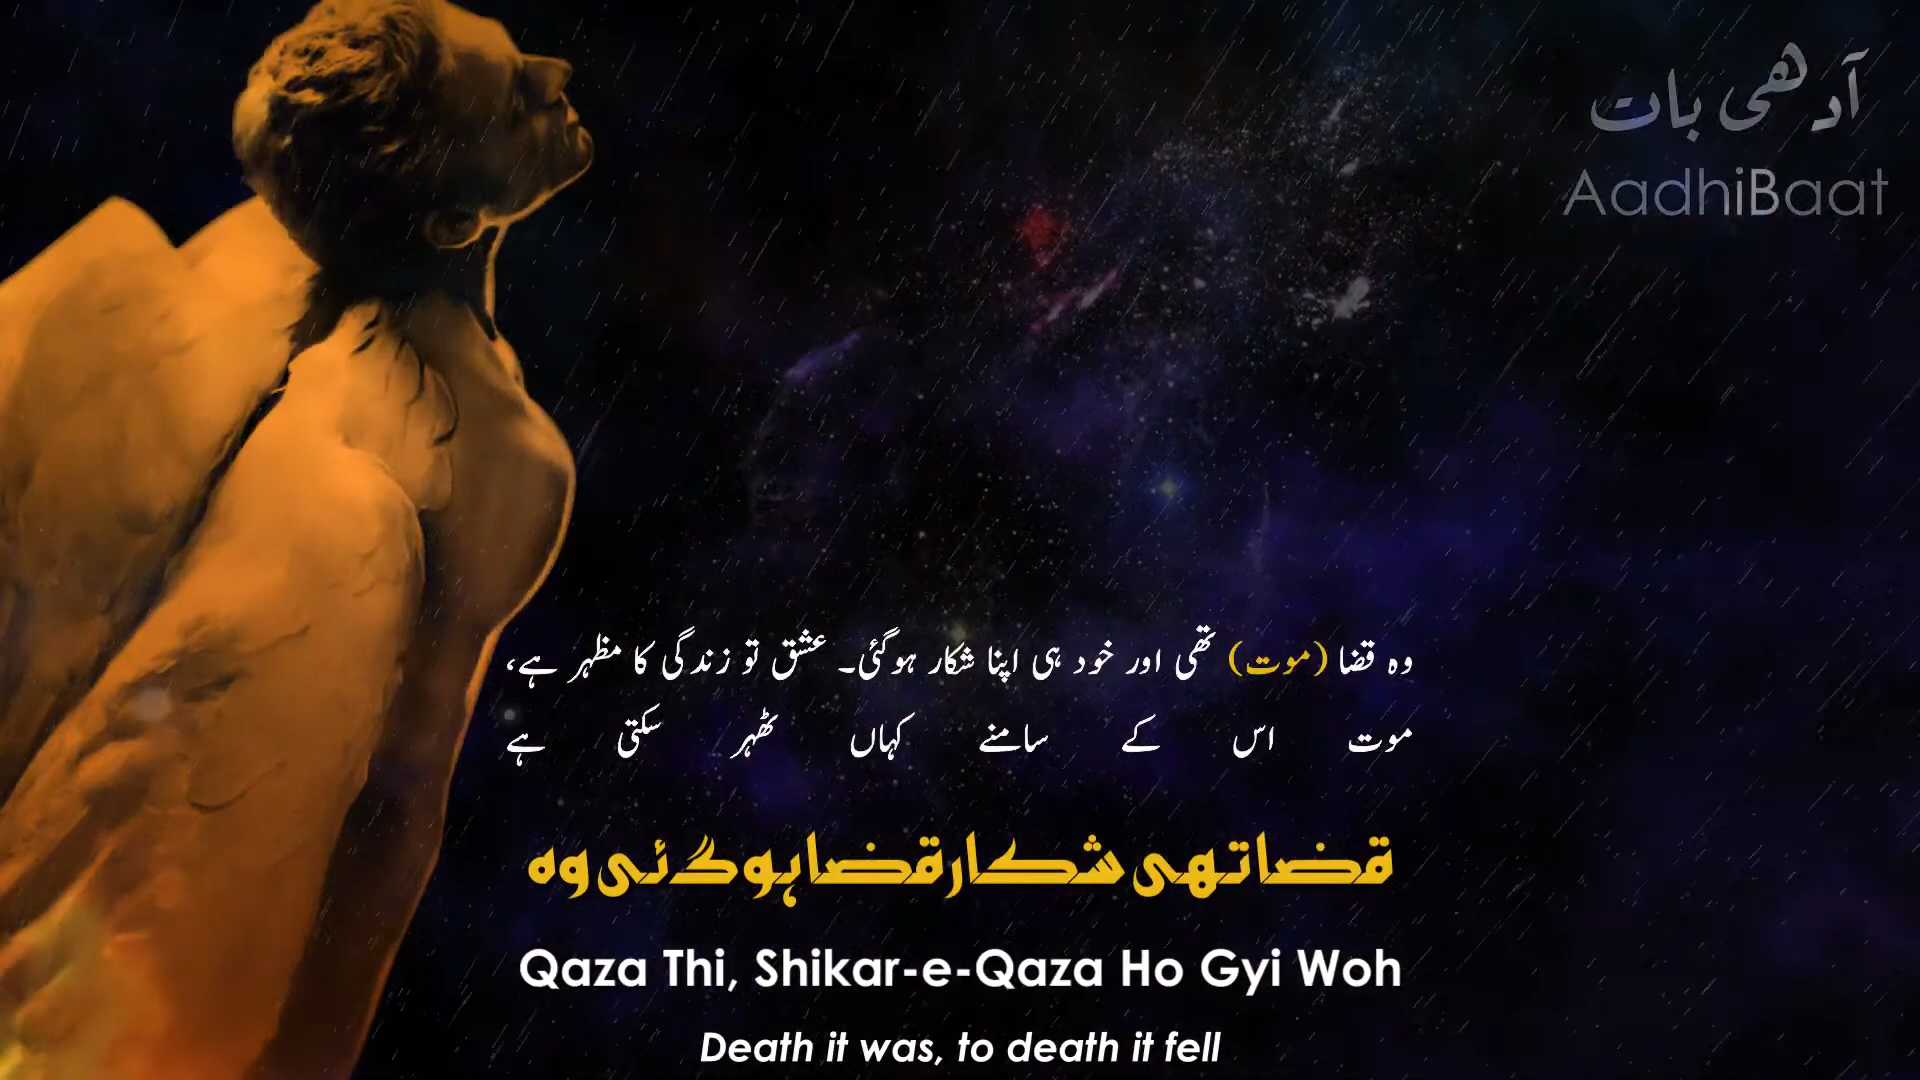 آدھی بات
AadhiBaat
وہ قضا (موت) تھی اور خود ہی اپنا شکار ہوگئی۔ عشق تو زندگی کا مظہر ہے،
موت اس کے سامنے کہاں ٹھہر سکتی ہے
قضا تھی شکار قضا ہو گئی وہ
Qaza Thi, Shikar-e-Qaza Ho Gyi Woh
Death it was, to death it fell